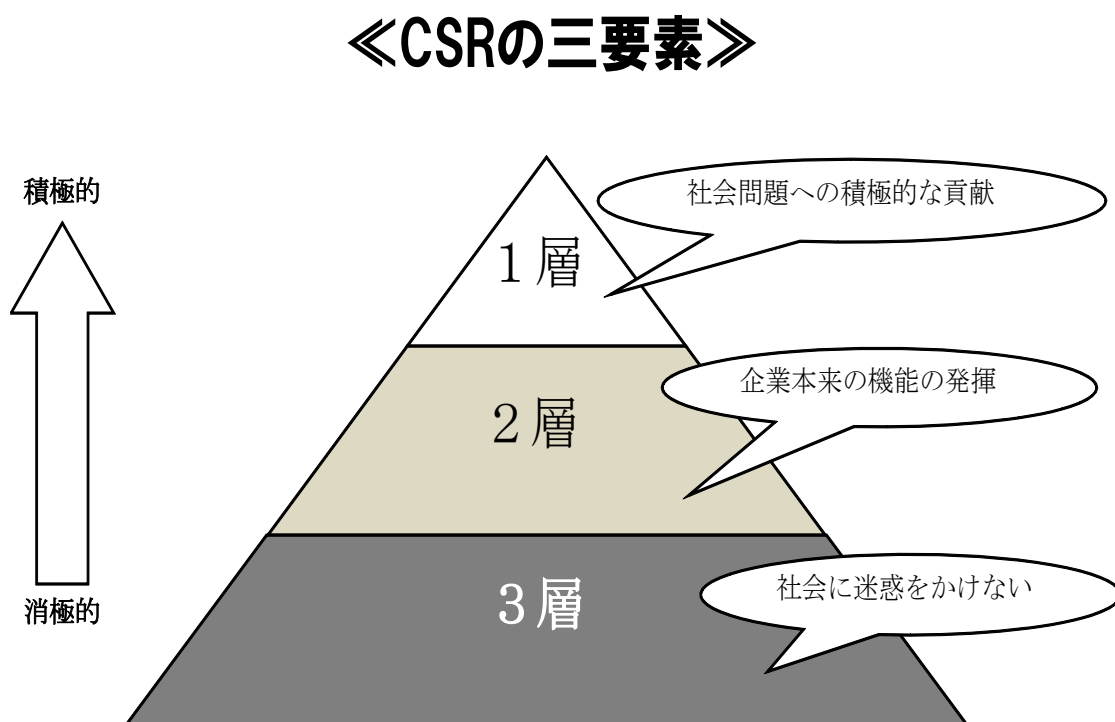 ≪CSRの三要素≫
積極的
社会問題への積極的な貢献
1層
企業本来の機能の発揮
2層
社会に迷惑をかけない
3層
消極的